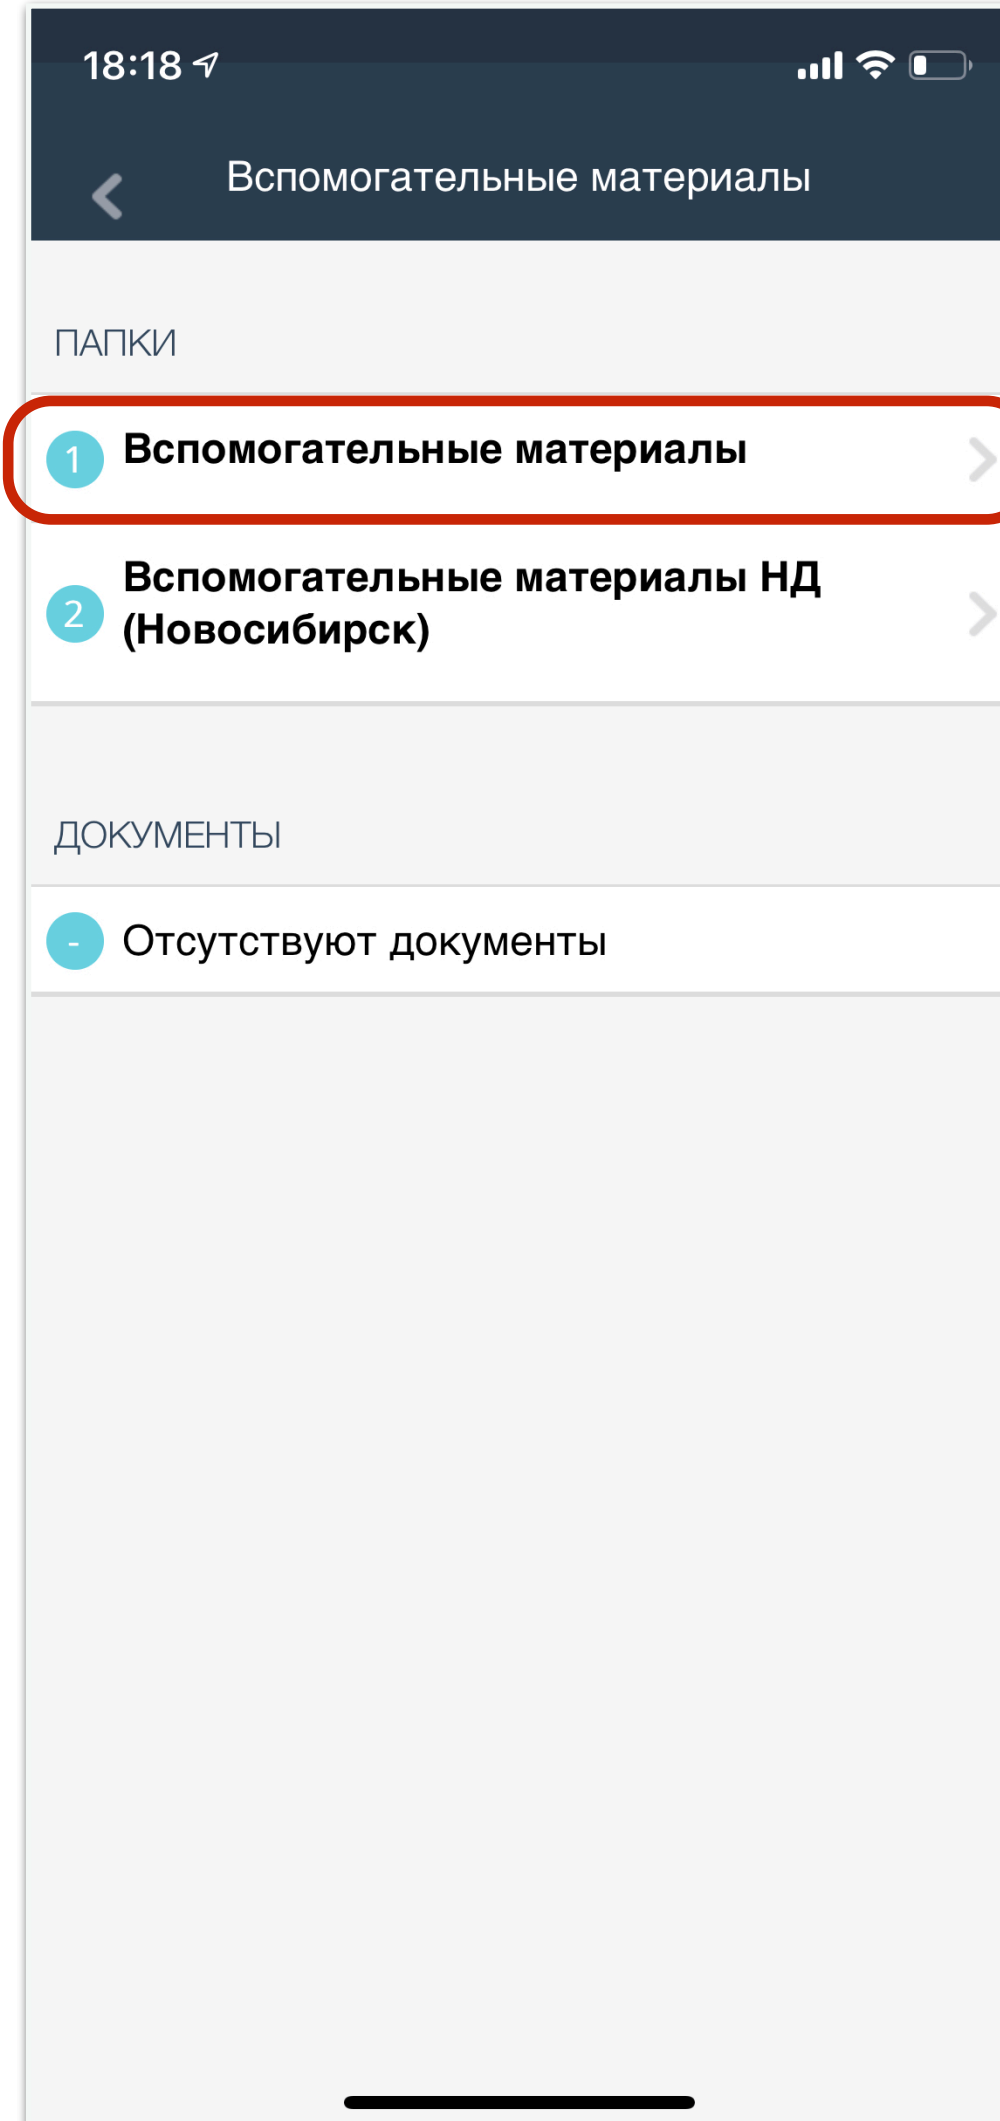 18:18
Вспомогательные материалы
ПАПКИ
1 Вспомогательные материалы
2 Вспомогательные материалы НД
(Новосибирск)
ДОКУМЕНТЫ
- Отсутствуют документы